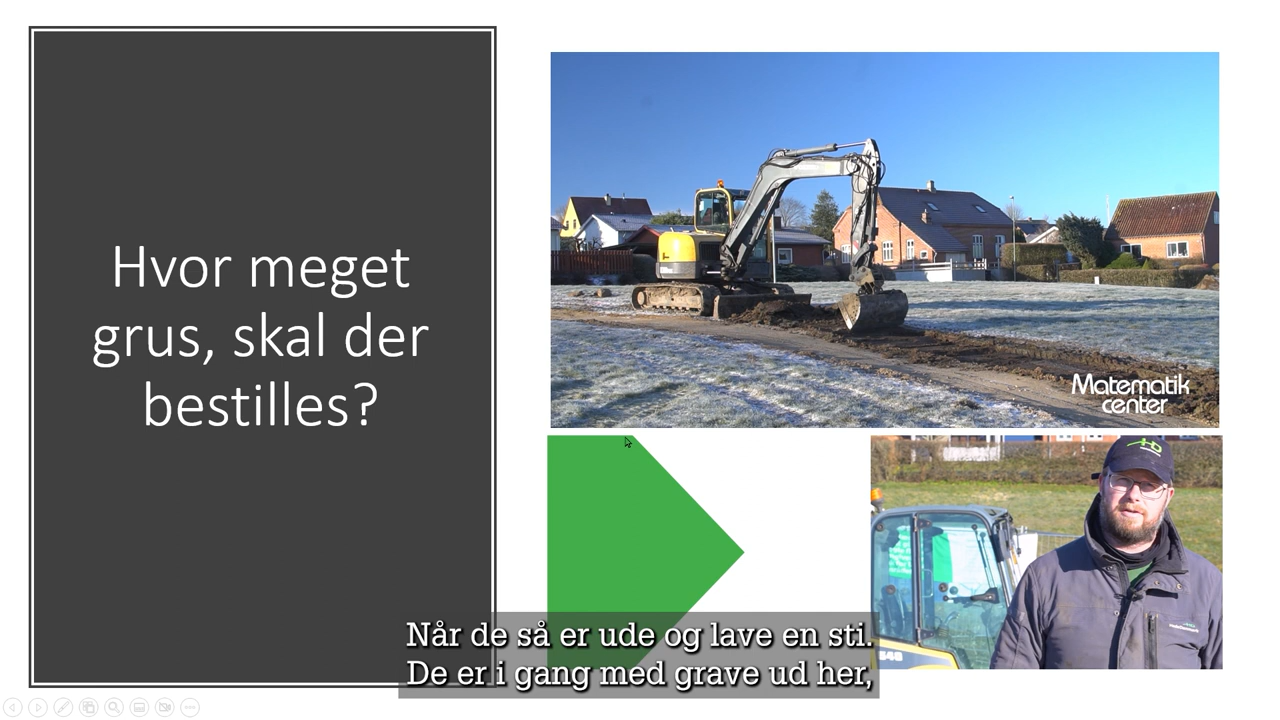 Hvor meget
grus, skal der
bestilles?
Matematik
center
HD
Når de så er ude og lave en sti.
De er i gang med grave ud her,